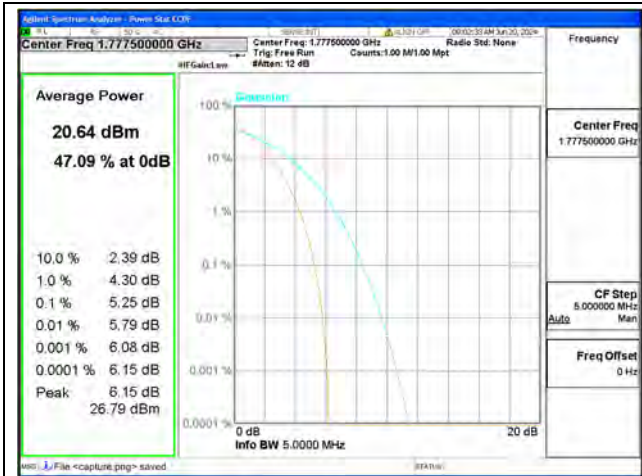 Agilent Spectrum Analyzer - Power Stat CCDF
Center Freq 1.777500000 GHz
Center Freq: 1.777500000 GHz
Radio Std: None
Trig: Free Run
Counts:1.00 M/1.00 Mpt
#IFGain:Low
#Atten: 12 dB
Average Power
20.64 dBm
47.09 % at 0dB
10.0 % 2.39 dB
1.0 % 4.30 dB
0.1 % 5.25 dB
0.01 % 5.79 dB
0.001 % 6.08 dB
0.0001 % 6.15 dB
Peak 6.15 dB
26.79 dBm
Gaussian
100 %
10 %
1 %
0.1 %
0.01 %
0.001 %
0.0001 %
0 dB
20 dB
Info BW 5.0000 MHz
Frequency
Center Freq
1.777500000 GHz
CF Step
5.000000 MHz
Auto Man
Freq Offset
0 Hz
MSG
File <capture.png> saved
STATUS